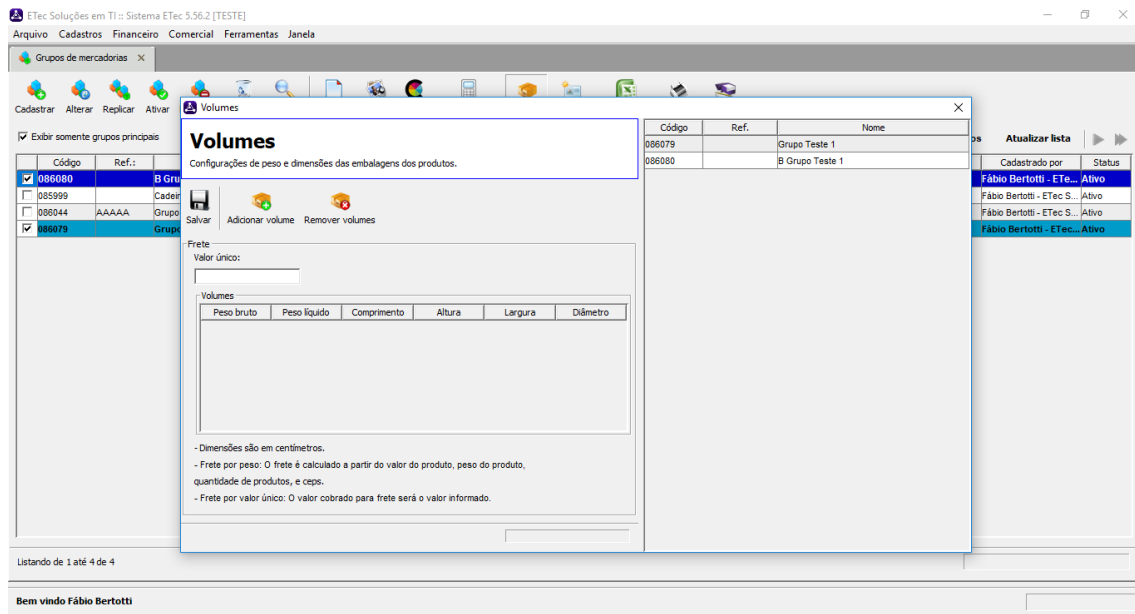 ETec Soluções em TI :: Sistema ETec 5.56.2 [TESTE]
Arquivo Cadastros Financeiro Comercial Ferramentas Janela
Grupos de mercadorias
Cadastrar Alterar Replicar Ativar
Exibir somente grupos principais
Atualizar lista
Código Ref.:
086080 B Gru
085999 Cadeir
086044 AAAAA Grupo
086079 Grupo
Volumes
Volumes
Configurações de peso e dimensões das embalagens dos produtos.
Salvar Adicionar volume Remover volumes
Frete
Valor único:
Volumes
Peso bruto Peso líquido Comprimento Altura Largura Diâmetro
- Dimensões são em centímetros.
- Frete por peso: O frete é calculado a partir do valor do produto, peso do produto,
quantidade de produtos, e ceps.
- Frete por valor único: O valor cobrado para frete será o valor informado.
Código Ref. Nome
086079 Grupo Teste 1
086080 B Grupo Teste 1
os
Cadastrado por Status
Fábio Bertotti - ETe... Ativo
Fábio Bertotti - ETec S... Ativo
Fábio Bertotti - ETec S... Ativo
Fábio Bertotti - ETec... Ativo
Listando de 1 até 4 de 4
Bem vindo Fábio Bertotti